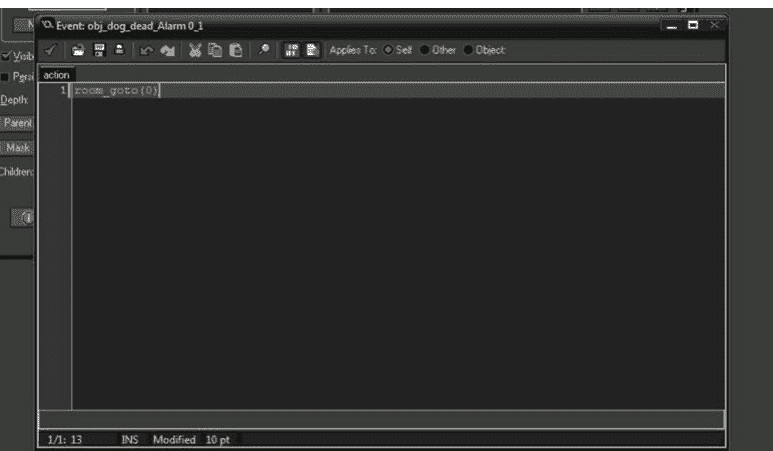 Event: obj_dog_dead_Alarm 0_1
Applies To: Self Other Object:
Persi
action
1 room_goto(0)
Depth:
Parent
Mask
Children:
1/1: 13 INS Modified 10 pt